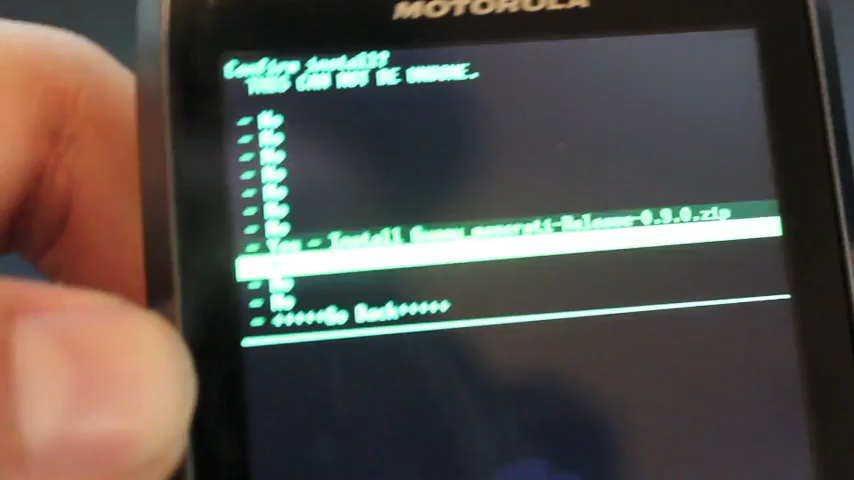 MOTOROLA
Confirm install?
THIS CAN NOT BE UNDONE.
- No
- No
- No
- No
- No
- No
- No
- Yes - Install
- No
- No
- +++++Go Back+++++